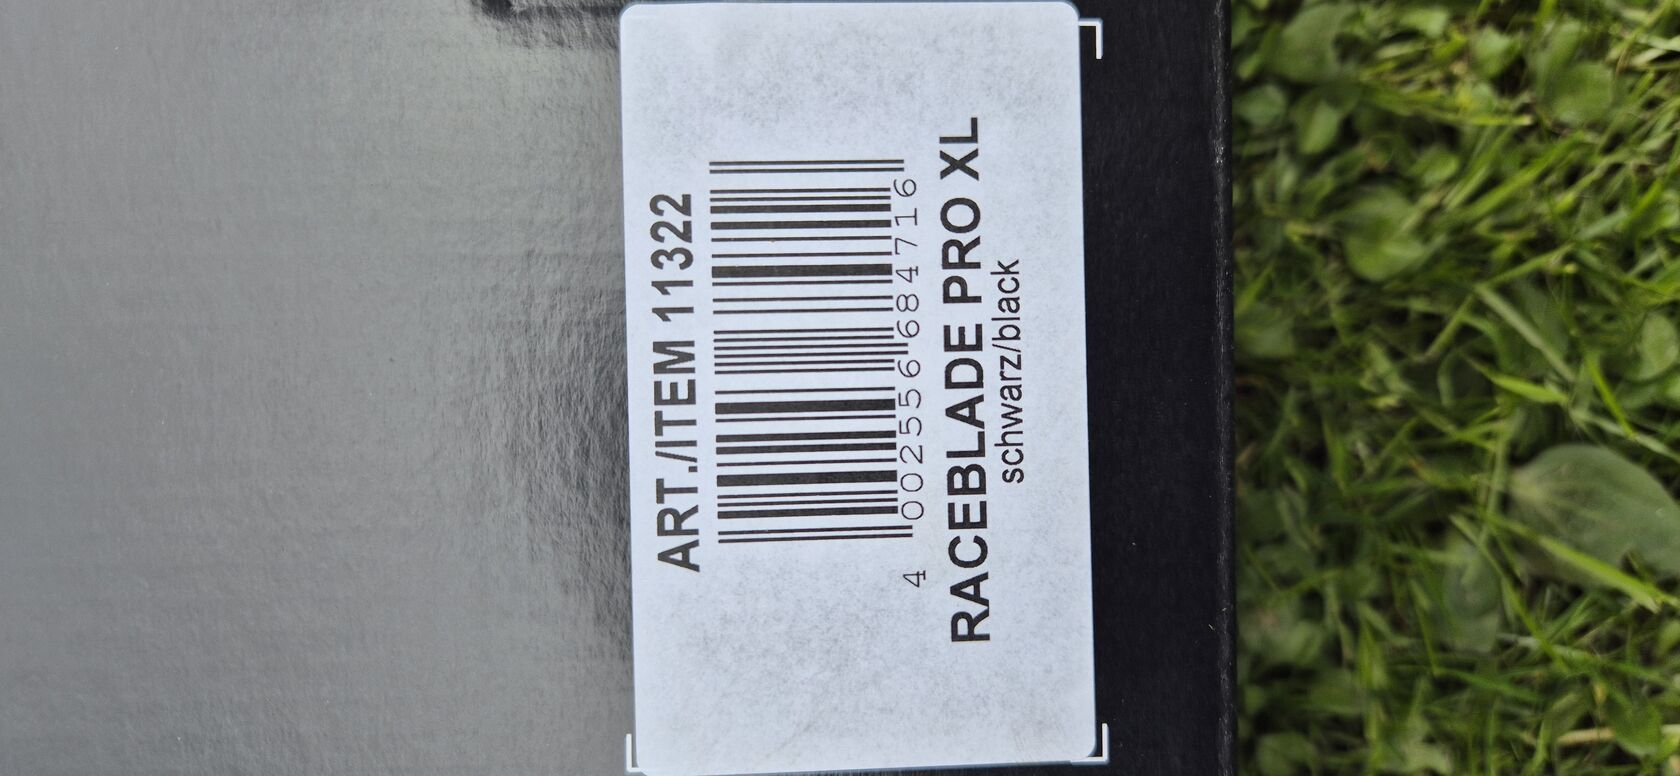 ART./ITEM 11322
4 002556 684716
RACEBLADE PRO XL
schwarz/black